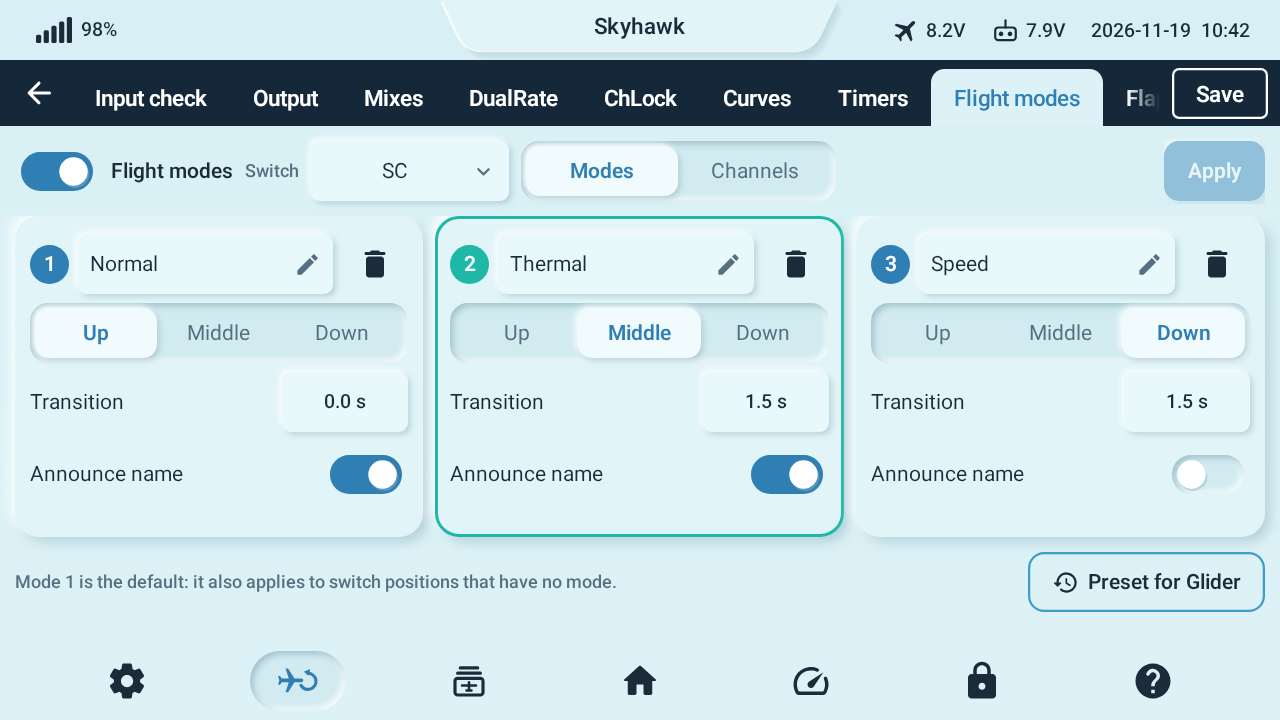 98%
Skyhawk
8.2V
7.9V
2026-11-19 10:42
Input check
Output
Mixes
DualRate
ChLock
Curves
Timers
Flight modes
Fla
Save
Flight modes
Switch
SC
Modes
Channels
Apply
1
Normal
Up
Middle
Down
Transition
0.0 s
Announce name
2
Thermal
Up
Middle
Down
Transition
1.5 s
Announce name
3
Speed
Up
Middle
Down
Transition
1.5 s
Announce name
Mode 1 is the default: it also applies to switch positions that have no mode.
Preset for Glider